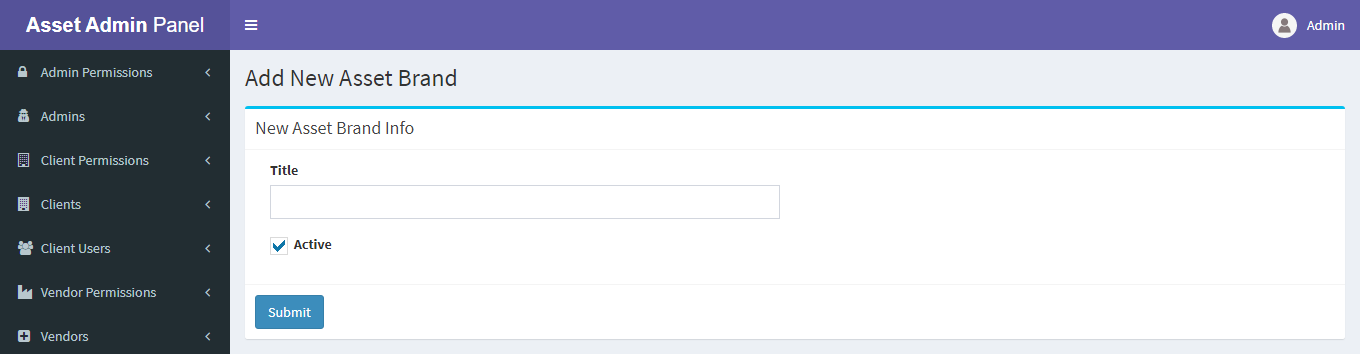 Asset Admin Panel
Admin
Admin Permissions
Admins
Client Permissions
Clients
Client Users
Vendor Permissions
Vendors
Add New Asset Brand
New Asset Brand Info
Title
Active
Submit